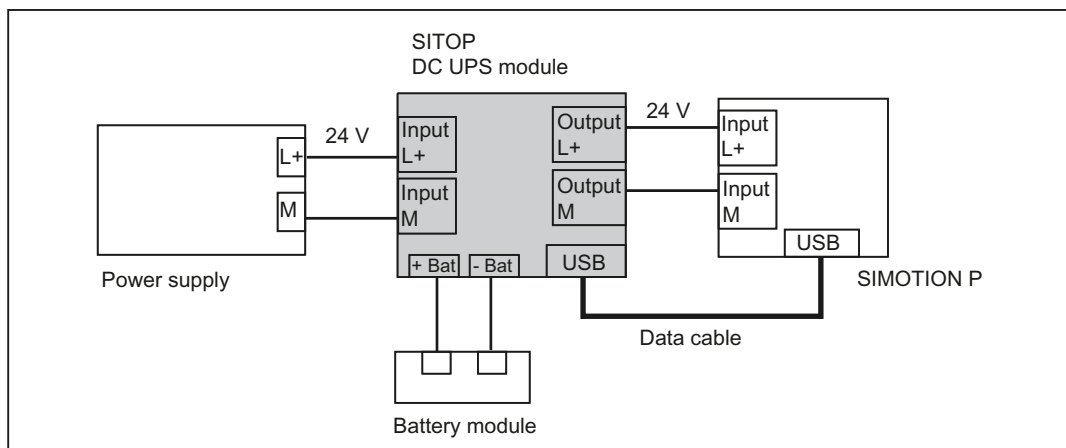 SITOP
DC UPS module
24 V
24 V
Input
L+
Output
L+
Input
L+
L+
Input
M
Output
M
Input
M
M
+ Bat
- Bat
USB
USB
Power supply
SIMOTION P
Data cable
Battery module